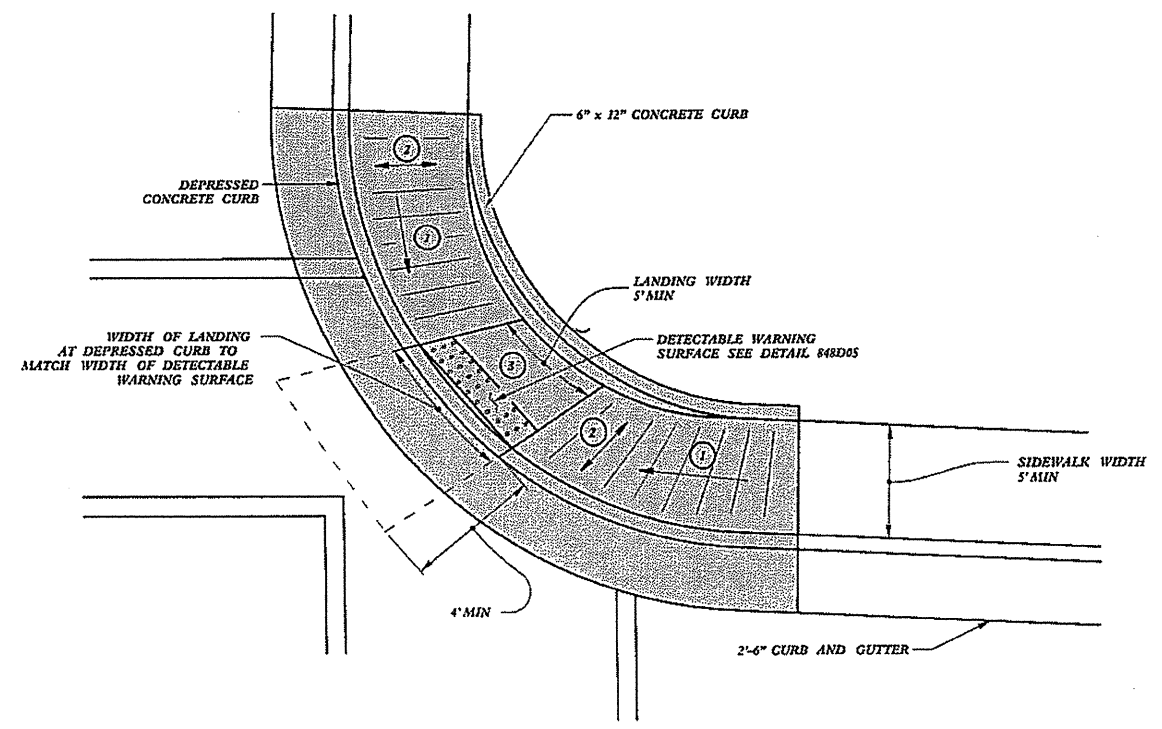 6" x 12" CONCRETE CURB
2
DEPRESSED
CONCRETE CURB
1
LANDING WIDTH
5'MIN
WIDTH OF LANDING
AT DEPRESSED CURB TO
MATCH WIDTH OF DETECTABLE
WARNING SURFACE
DETECTABLE WARNING
SURFACE SEE DETAIL 848D05
3
2
1
SIDEWALK WIDTH
5'MIN
4'MIN
2'-6" CURB AND GUTTER